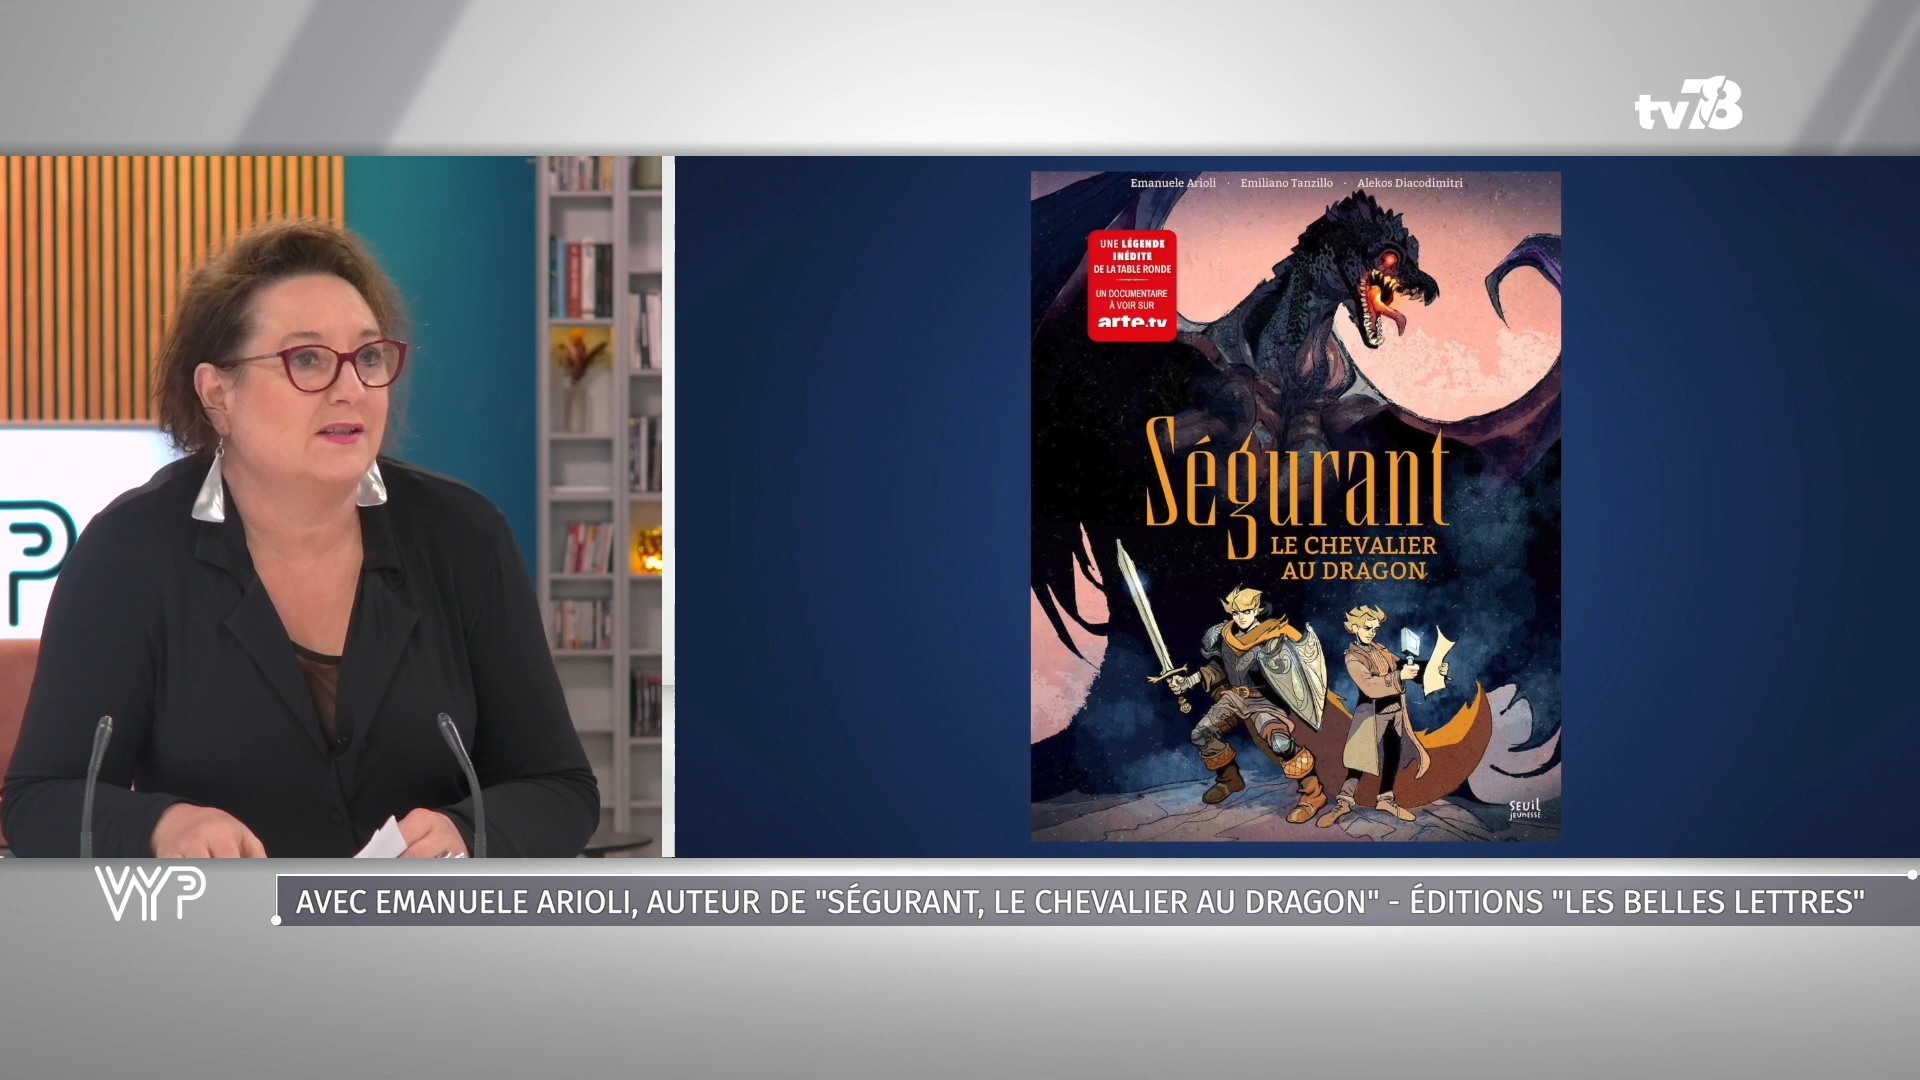 tv78
Emanuele Arioli · Emiliano Tanzillo · Alekos Diacodimitri
UNE LÉGENDE
INÉDITE
DE LA TABLE RONDE
UN DOCUMENTAIRE
À VOIR SUR
arte.tv
Ségurant
LE CHEVALIER
AU DRAGON
SEUIL
JEUNESSE
P
VYP
AVEC EMANUELE ARIOLI, AUTEUR DE "SÉGURANT, LE CHEVALIER AU DRAGON" - ÉDITIONS "LES BELLES LETTRES"